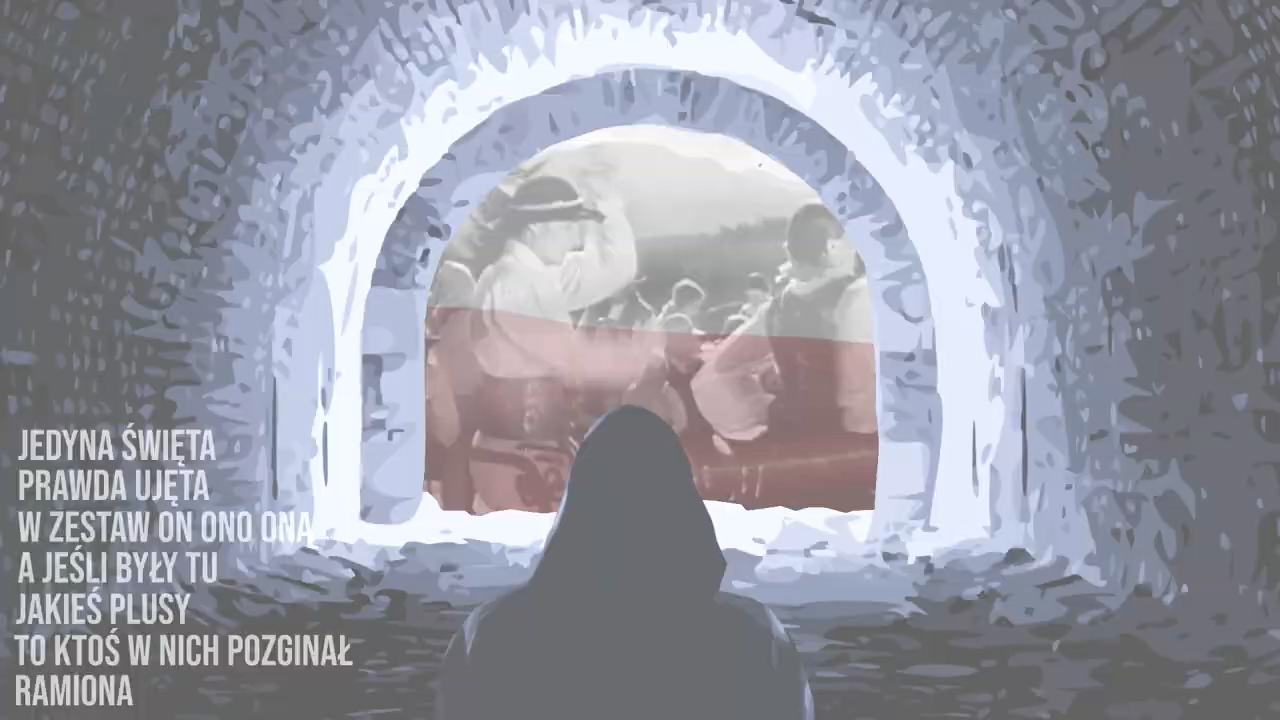 JEDYNA ŚWIĘTA
PRAWDA UJĘTA
W ZESTAW ON ONO ONA
A JEŚLI BYŁY TU
JAKIEŚ PLUSY
TO KTOŚ W NICH POZGINAŁ
RAMIONA